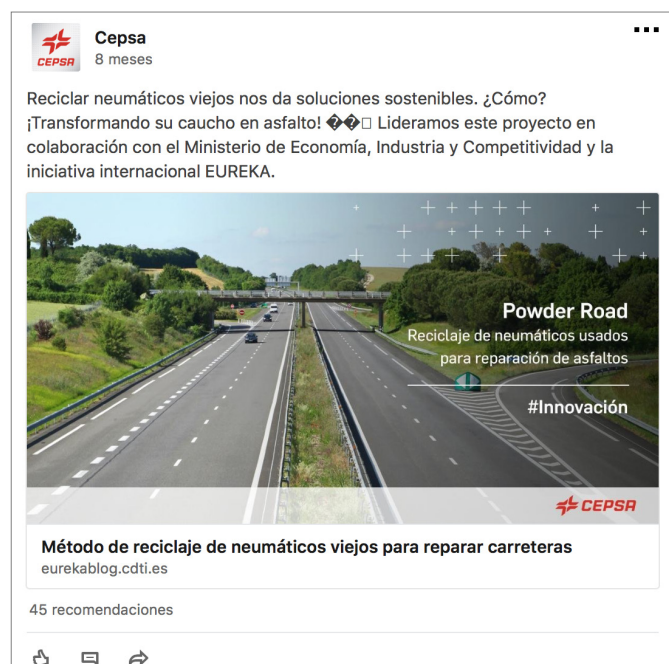 CEPSA
Cepsa
8 meses
Reciclar neumáticos viejos nos da soluciones sostenibles. ¿Cómo?
¡Transformando su caucho en asfalto! ��□ Lideramos este proyecto en
colaboración con el Ministerio de Economía, Industria y Competitividad y la
iniciativa internacional EUREKA.
Powder Road
Reciclaje de neumáticos usados
para reparación de asfaltos
#Innovación
CEPSA
Método de reciclaje de neumáticos viejos para reparar carreteras
eurekablog.cdti.es
45 recomendaciones